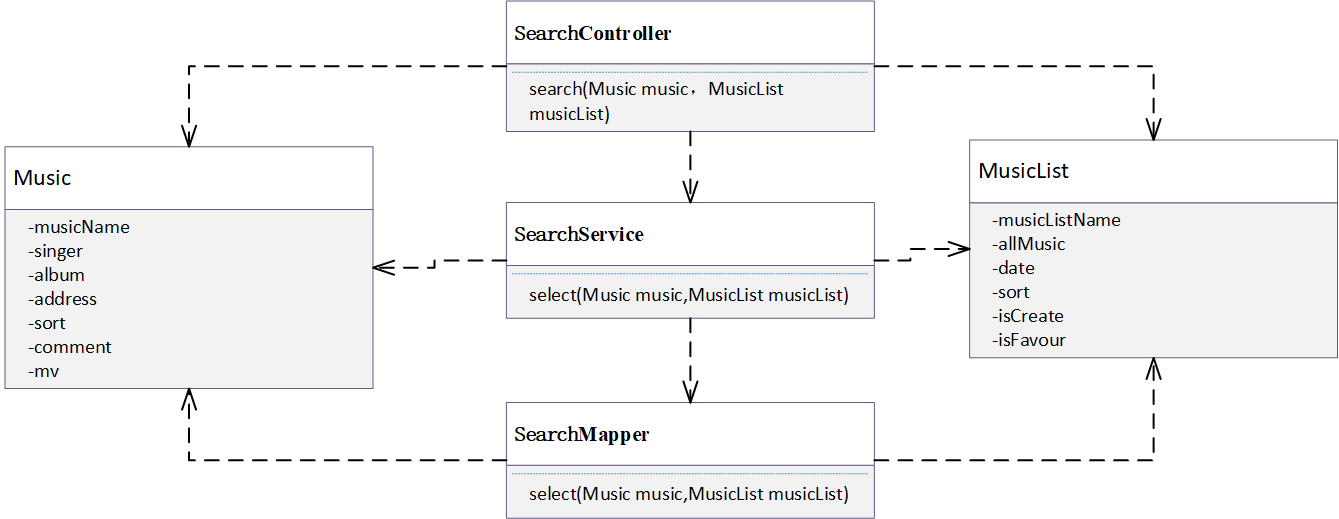 SearchController
search(Music music，MusicList
musicList)
Music
-musicName
-singer
-album
-address
-sort
-comment
-mv
SearchService
select(Music music,MusicList musicList)
MusicList
-musicListName
-allMusic
-date
-sort
-isCreate
-isFavour
SearchMapper
select(Music music,MusicList musicList)